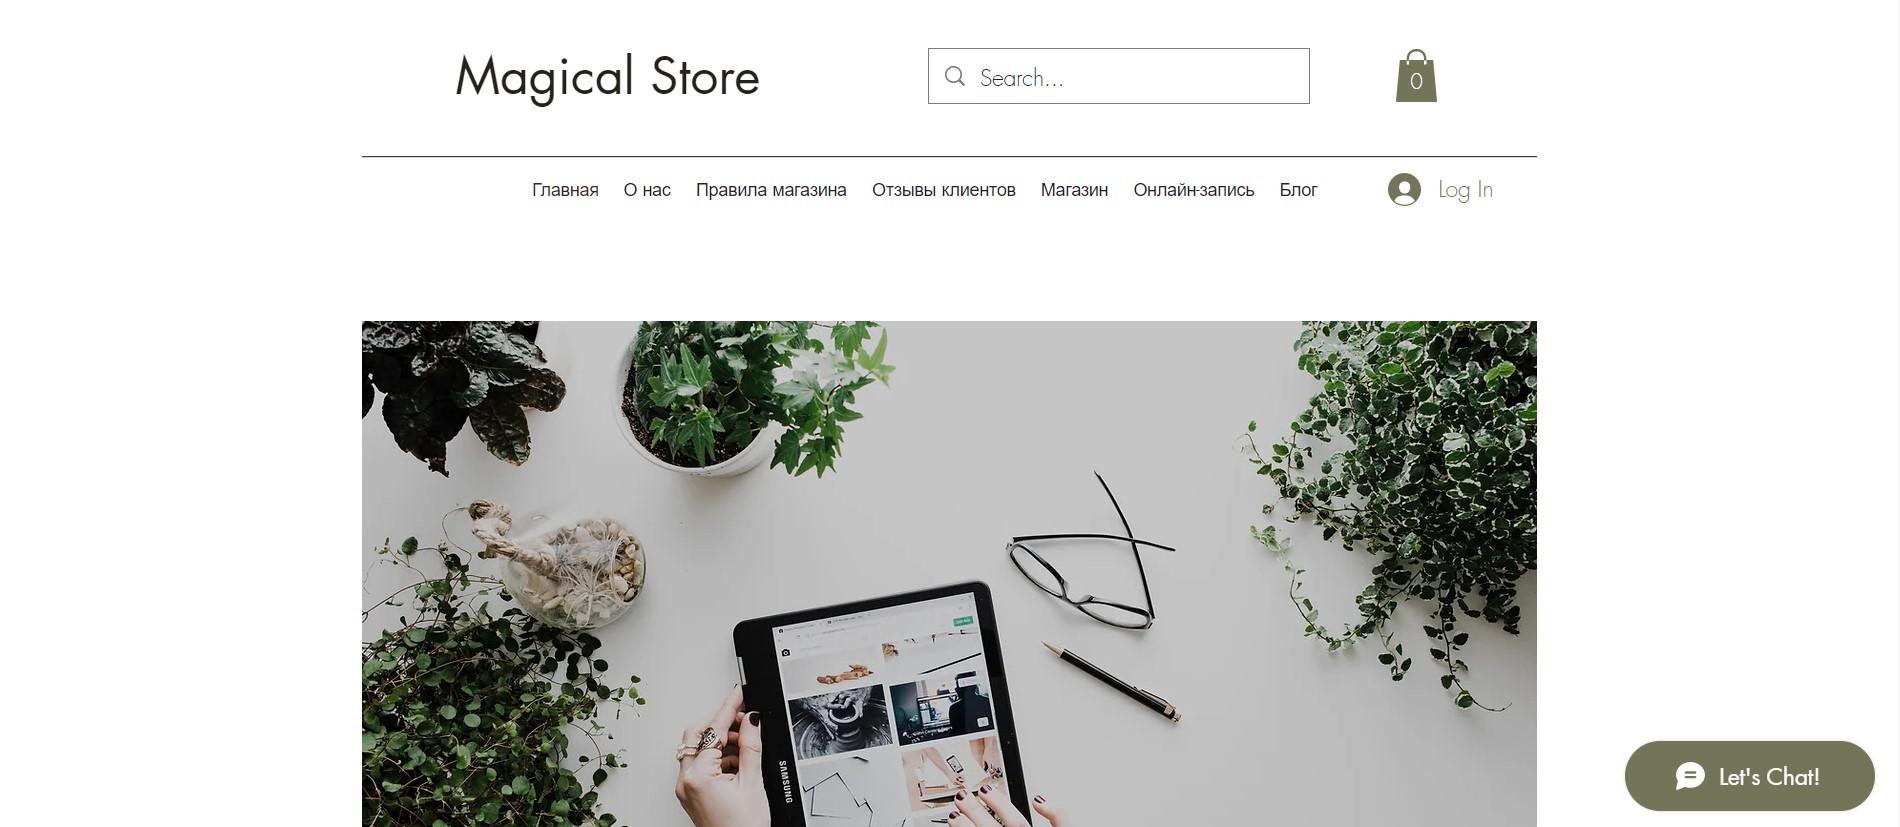 Magical Store
Search...
0
Главная О нас Правила магазина Отзывы клиентов Магазин Онлайн-запись Блог
Log In
SAMSUNG
Let's Chat!